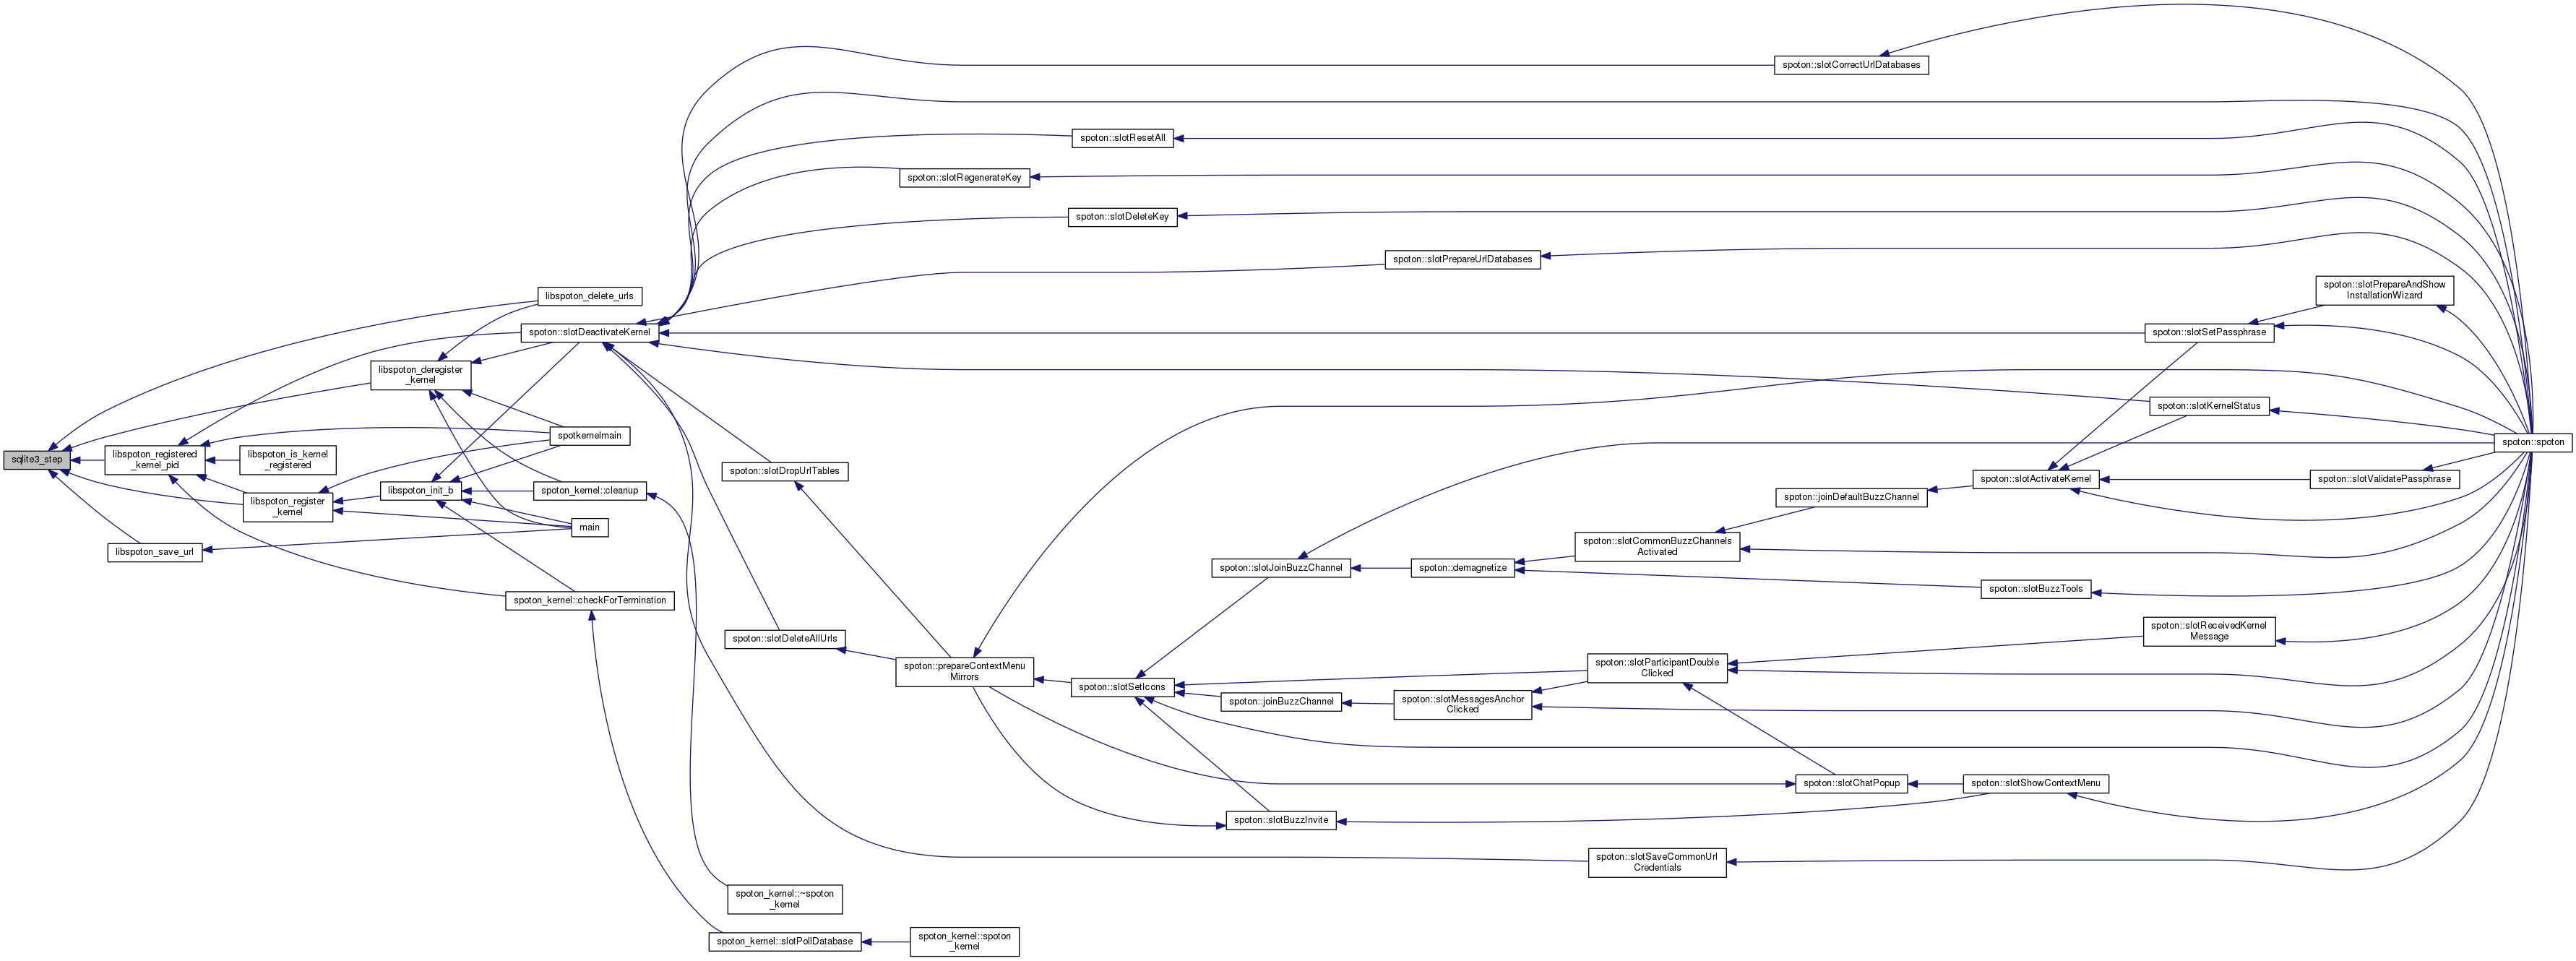 sqlite3_step
libspoton_delete_urls
spoton::slotDeactivateKernel
libspoton_deregister
_kernel
spotkernelmain
libspoton_registered
_kernel_pid
libspoton_is_kernel
_registered
libspoton_register
_kernel
libspoton_init_b
spoton_kernel::cleanup
main
libspoton_save_url
spoton_kernel::checkForTermination
spoton::slotCorrectUrlDatabases
spoton::slotResetAll
spoton::slotRegenerateKey
spoton::slotDeleteKey
spoton::slotPrepareUrlDatabases
spoton::slotPrepareAndShow
InstallationWizard
spoton::slotSetPassphrase
spoton::slotKernelStatus
spoton::spoton
spoton::slotDropUrlTables
spoton::slotActivateKernel
spoton::slotValidatePassphrase
spoton::joinDefaultBuzzChannel
spoton::slotCommonBuzzChannels
Activated
spoton::slotJoinBuzzChannel
spoton::demagnetize
spoton::slotBuzzTools
spoton::slotReceivedKernel
Message
spoton::slotDeleteAllUrls
spoton::prepareContextMenu
Mirrors
spoton::slotSetIcons
spoton::slotParticipantDouble
Clicked
spoton::joinBuzzChannel
spoton::slotMessagesAnchor
Clicked
spoton::slotChatPopup
spoton::slotShowContextMenu
spoton::slotBuzzInvite
spoton::slotSaveCommonUrl
Credentials
spoton_kernel::~spoton
_kernel
spoton_kernel::slotPollDatabase
spoton_kernel::spoton
_kernel